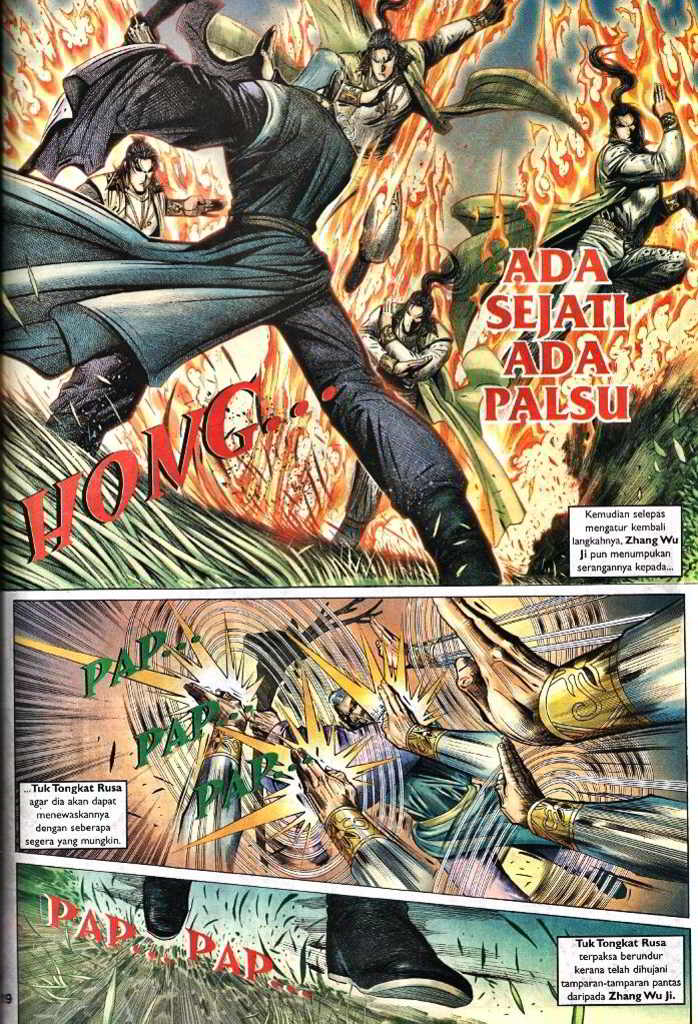 ADA
SEJATI
ADA
PALSU
HONG...
Kemudian selepas
mengatur kembali
langkahnya, Zhang Wu
Ji pun menumpukan
serangannya kepada...
PAP...
PAP...
PAP...
...Tuk Tongkat Rusa
agar dia akan dapat
menewaskannya
dengan seberapa
segera yang mungkin.
PAP... PAP...
Tuk Tongkat Rusa
terpaksa berundur
kerana telah dihujani
tamparan-tamparan pantas
daripada Zhang Wu Ji.